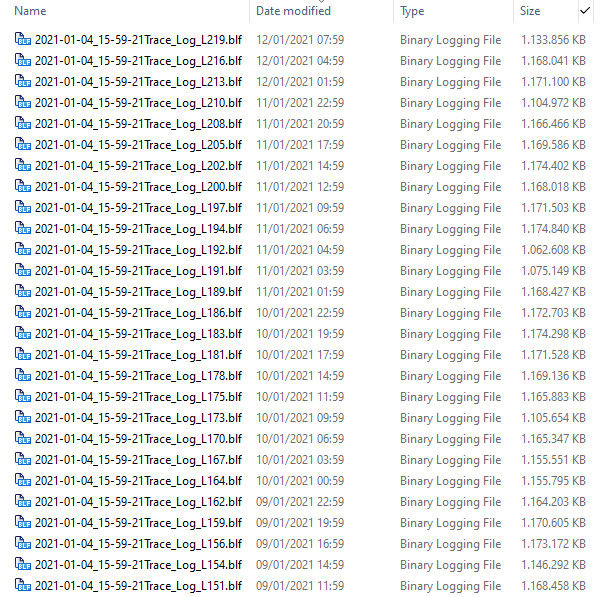 Name Date modified Type Size
2021-01-04_15-59-21Trace_Log_L219.blf 12/01/2021 07:59 Binary Logging File 1.133.856 KB
2021-01-04_15-59-21Trace_Log_L216.blf 12/01/2021 04:59 Binary Logging File 1.168.041 KB
2021-01-04_15-59-21Trace_Log_L213.blf 12/01/2021 01:59 Binary Logging File 1.171.100 KB
2021-01-04_15-59-21Trace_Log_L210.blf 11/01/2021 22:59 Binary Logging File 1.104.972 KB
2021-01-04_15-59-21Trace_Log_L208.blf 11/01/2021 20:59 Binary Logging File 1.166.466 KB
2021-01-04_15-59-21Trace_Log_L205.blf 11/01/2021 17:59 Binary Logging File 1.169.586 KB
2021-01-04_15-59-21Trace_Log_L202.blf 11/01/2021 14:59 Binary Logging File 1.174.402 KB
2021-01-04_15-59-21Trace_Log_L200.blf 11/01/2021 12:59 Binary Logging File 1.168.018 KB
2021-01-04_15-59-21Trace_Log_L197.blf 11/01/2021 09:59 Binary Logging File 1.171.503 KB
2021-01-04_15-59-21Trace_Log_L194.blf 11/01/2021 06:59 Binary Logging File 1.174.840 KB
2021-01-04_15-59-21Trace_Log_L192.blf 11/01/2021 04:59 Binary Logging File 1.062.608 KB
2021-01-04_15-59-21Trace_Log_L191.blf 11/01/2021 03:59 Binary Logging File 1.075.149 KB
2021-01-04_15-59-21Trace_Log_L189.blf 11/01/2021 01:59 Binary Logging File 1.168.427 KB
2021-01-04_15-59-21Trace_Log_L186.blf 10/01/2021 22:59 Binary Logging File 1.172.703 KB
2021-01-04_15-59-21Trace_Log_L183.blf 10/01/2021 19:59 Binary Logging File 1.174.298 KB
2021-01-04_15-59-21Trace_Log_L181.blf 10/01/2021 17:59 Binary Logging File 1.171.528 KB
2021-01-04_15-59-21Trace_Log_L178.blf 10/01/2021 14:59 Binary Logging File 1.169.136 KB
2021-01-04_15-59-21Trace_Log_L175.blf 10/01/2021 11:59 Binary Logging File 1.165.883 KB
2021-01-04_15-59-21Trace_Log_L173.blf 10/01/2021 09:59 Binary Logging File 1.105.654 KB
2021-01-04_15-59-21Trace_Log_L170.blf 10/01/2021 06:59 Binary Logging File 1.165.347 KB
2021-01-04_15-59-21Trace_Log_L167.blf 10/01/2021 03:59 Binary Logging File 1.155.551 KB
2021-01-04_15-59-21Trace_Log_L164.blf 10/01/2021 00:59 Binary Logging File 1.155.795 KB
2021-01-04_15-59-21Trace_Log_L162.blf 09/01/2021 22:59 Binary Logging File 1.164.203 KB
2021-01-04_15-59-21Trace_Log_L159.blf 09/01/2021 19:59 Binary Logging File 1.170.605 KB
2021-01-04_15-59-21Trace_Log_L156.blf 09/01/2021 16:59 Binary Logging File 1.173.172 KB
2021-01-04_15-59-21Trace_Log_L154.blf 09/01/2021 14:59 Binary Logging File 1.146.292 KB
2021-01-04_15-59-21Trace_Log_L151.blf 09/01/2021 11:59 Binary Logging File 1.168.458 KB